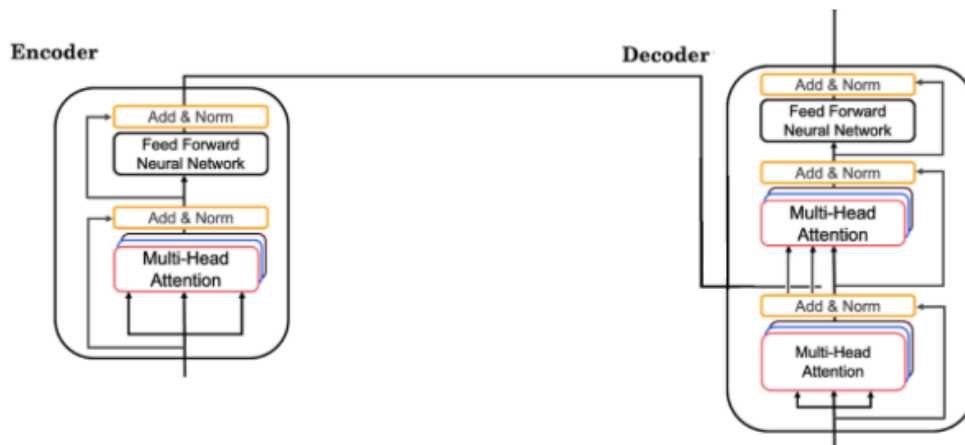 Encoder
Add & Norm
Feed Forward
Neural Network
Add & Norm
Multi-Head
Attention
Decoder
Add & Norm
Feed Forward
Neural Network
Add & Norm
Multi-Head
Attention
Add & Norm
Multi-Head
Attention